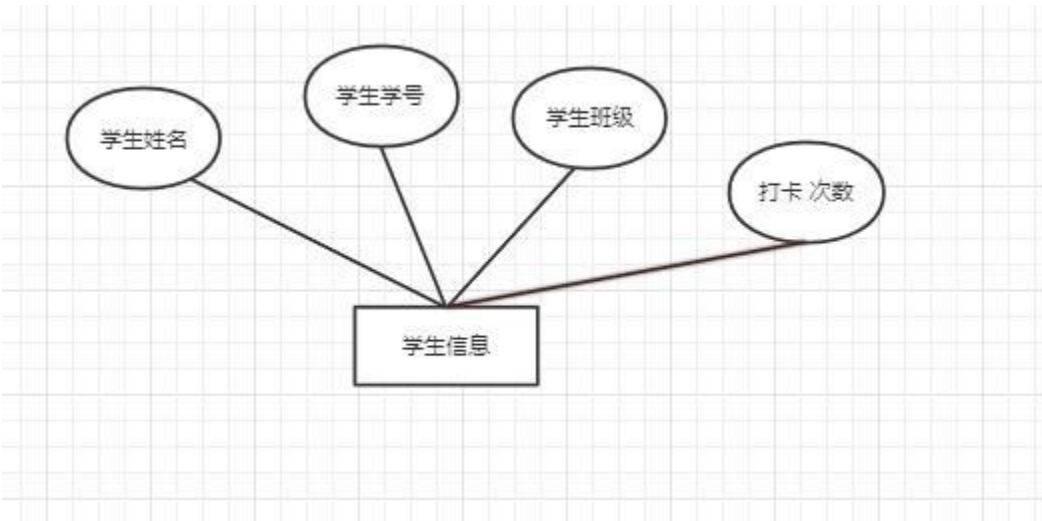 学生姓名
学生学号
学生班级
打卡 次数
学生信息